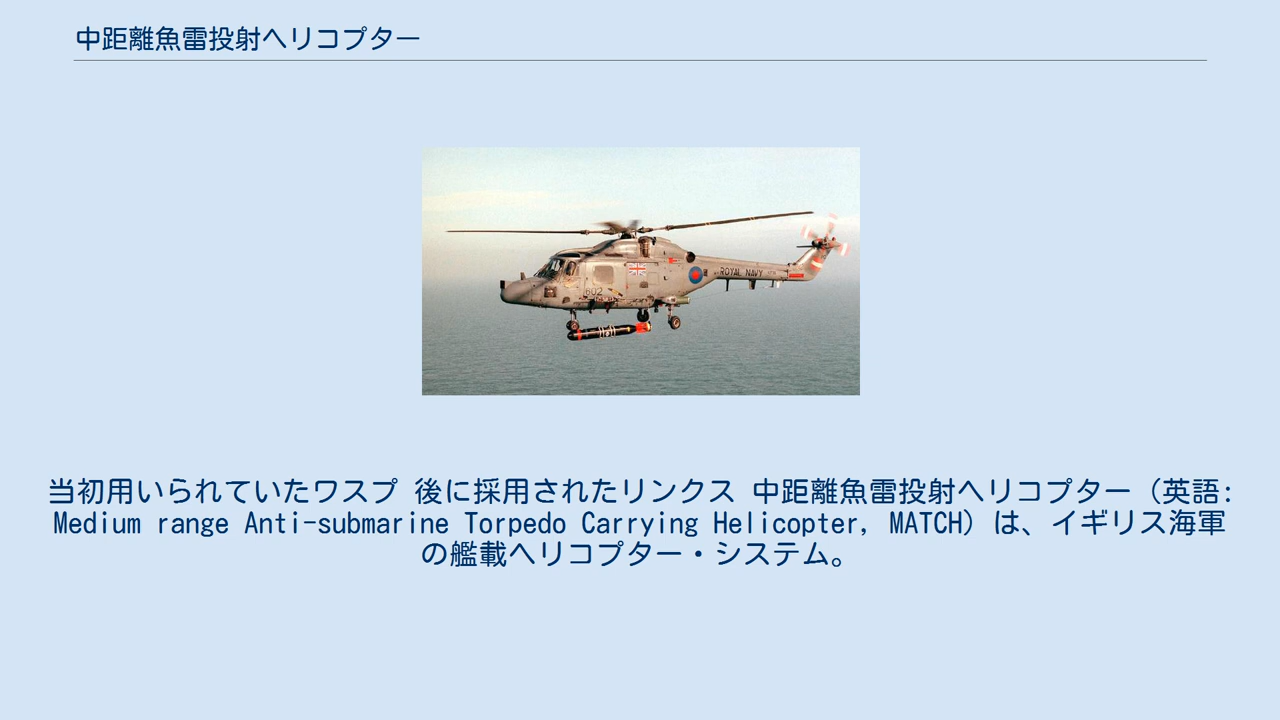 中距離魚雷投射ヘリコプター
ROYAL NAVY
602
当初用いられていたワスプ 後に採用されたリンクス 中距離魚雷投射ヘリコプター（英語:
Medium range Anti-submarine Torpedo Carrying Helicopter, MATCH）は、イギリス海軍
の艦載ヘリコプター・システム。